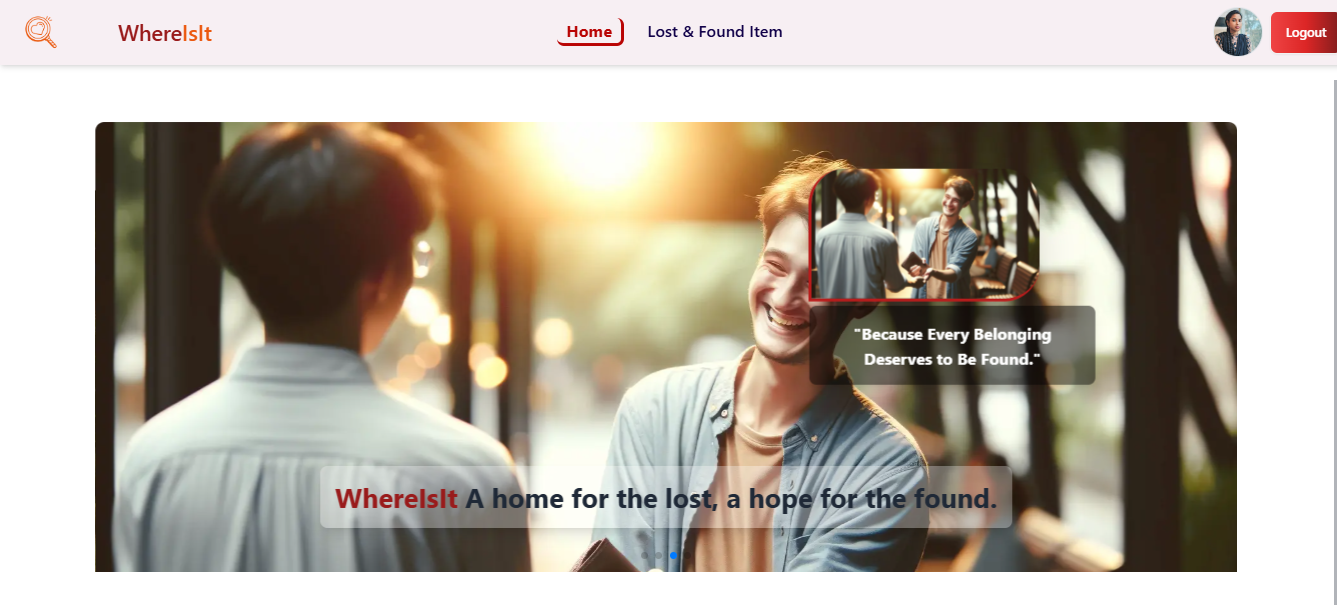 WhereIsIt
Home
Lost & Found Item
Logout
"Because Every Belonging
Deserves to Be Found."
WhereIsIt A home for the lost, a hope for the found.